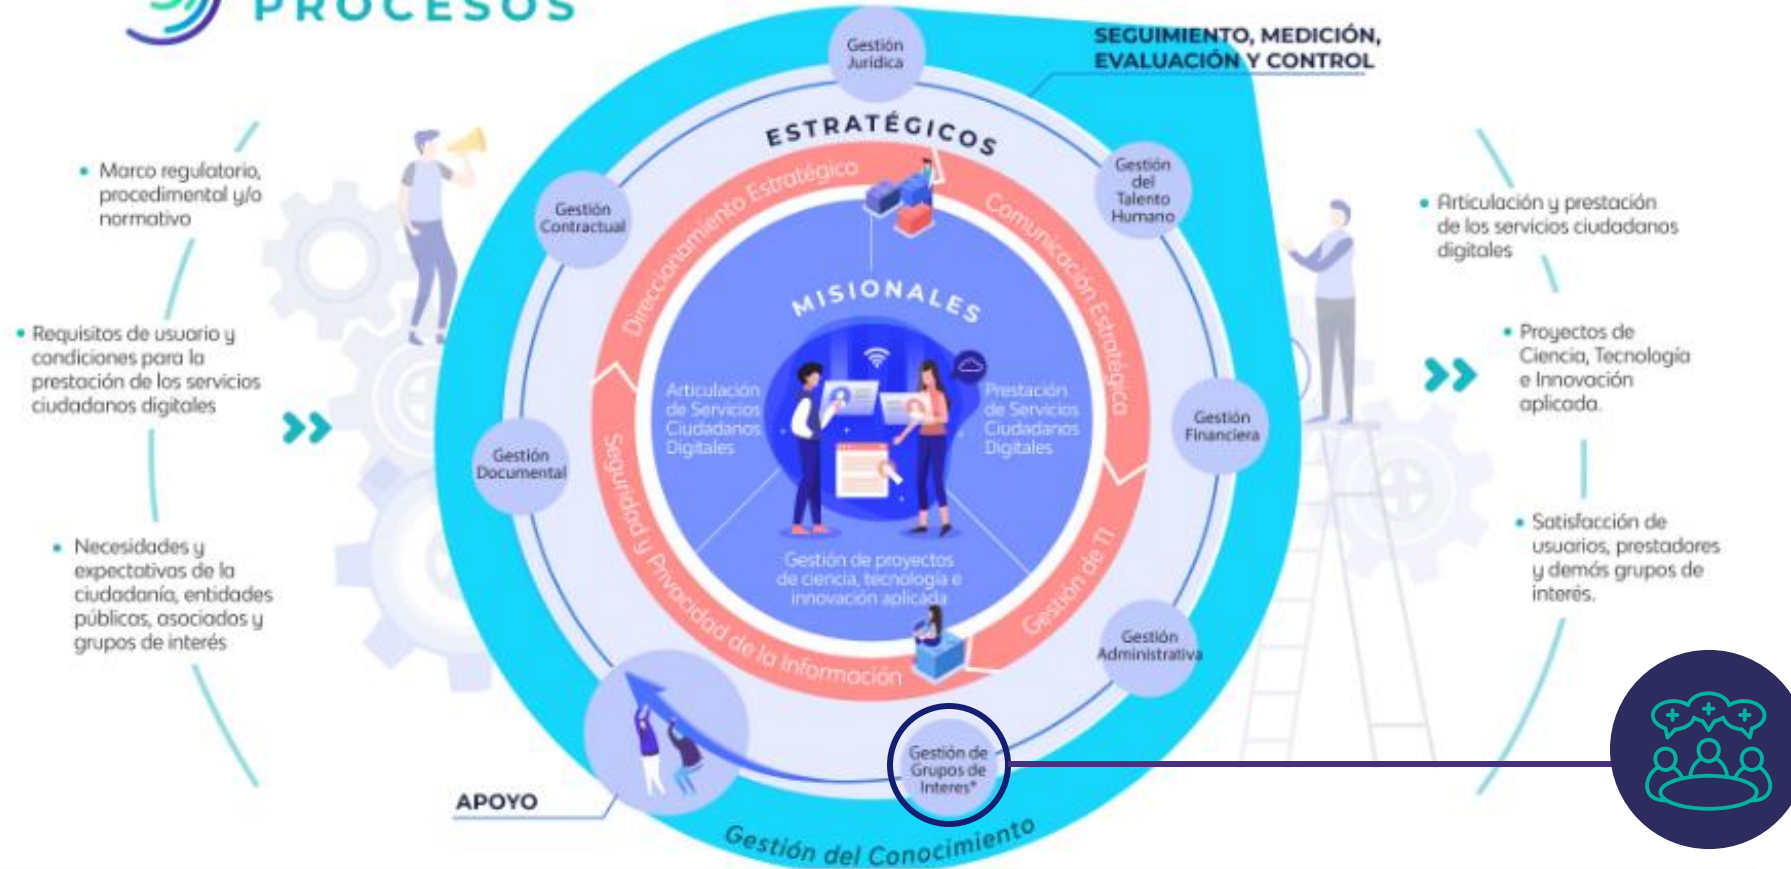 PROCESOS
SEGUIMIENTO, MEDICIÓN,
EVALUACIÓN Y CONTROL
• Marco regulatorio,
procedimental y/o
normativo
• Requisitos de usuario y
condiciones para la
prestación de los servicios
ciudadanos digitales
• Necesidades y
expectativas de la
ciudadanía, entidades
públicas, asociados y
grupos de interés
Gestión
Jurídica
Gestión
Contractual
Gestión
Documental
Gestión
del
Talento
Humano
Gestión
Financiera
Gestión
Administrativa
Gestión de
Grupos de
Interes*
ESTRATÉGICOS
Direccionamiento Estratégico
Comunicación Estratégica
Gestión de TI
Seguridad y Privacidad de la Información
MISIONALES
Articulación
de Servicios
Ciudadanos
Digitales
Prestación
de Servicios
Ciudadanos
Digitales
Gestión de proyectos
de ciencia, tecnología e
innovación aplicada
APOYO
Gestión del Conocimiento
• Articulación y prestación
de los servicios ciudadanos
digitales
• Proyectos de
Ciencia, Tecnología
e Innovación
aplicada.
• Satisfacción de
usuarios, prestadores
y demás grupos de
interés.